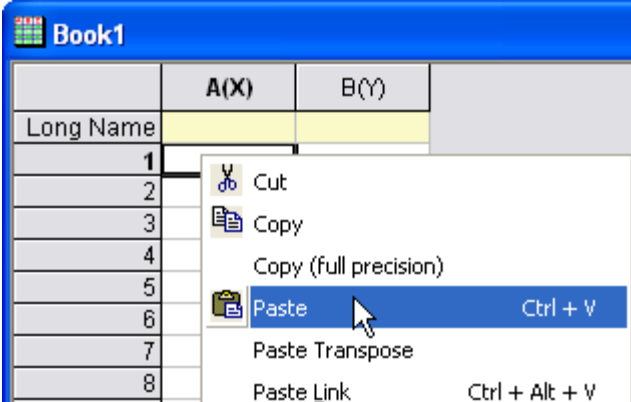 Book1
A(X) B(Y)
Long Name
1
2
3
4
5
6
7
8
Cut
Copy
Copy (full precision)
Paste Ctrl + V
Paste Transpose
Paste Link Ctrl + Alt + V